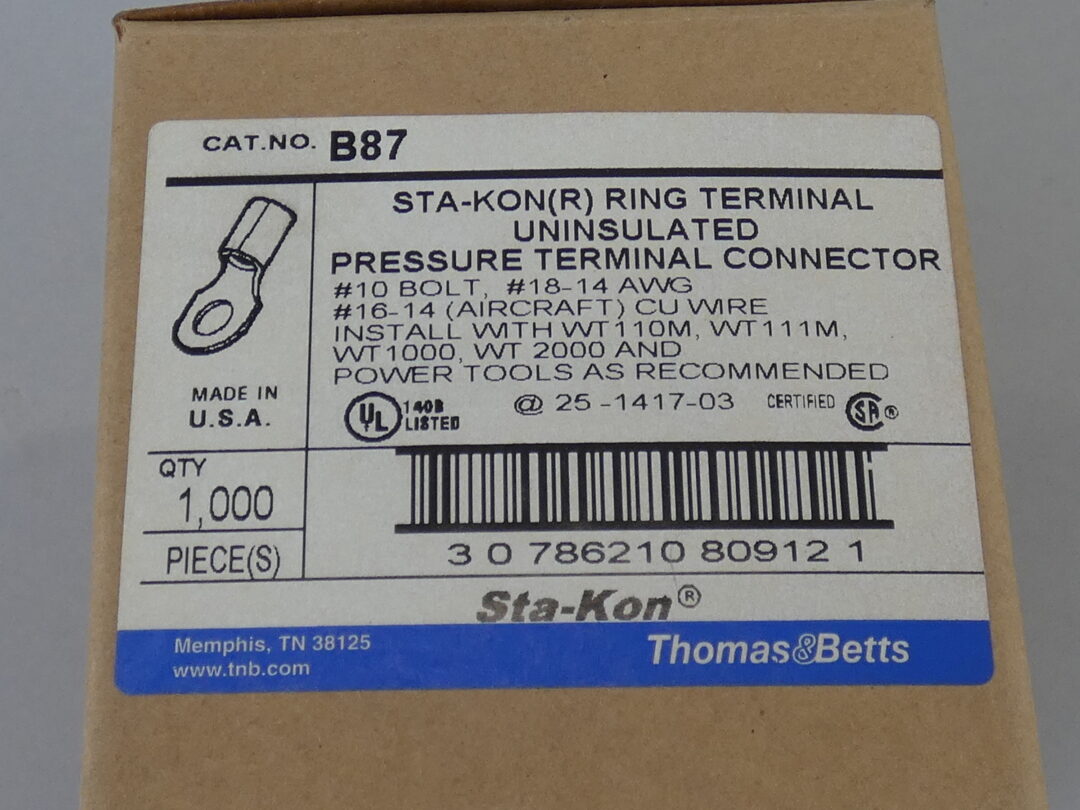 CAT.NO. B87
STA-KON(R) RING TERMINAL
UNINSULATED
PRESSURE TERMINAL CONNECTOR
#10 BOLT, #18-14 AWG
#16-14 (AIRCRAFT) CU WIRE
INSTALL WITH WT110M, WT111M,
WT1000, WT 2000 AND
POWER TOOLS AS RECOMMENDED
MADE IN
U.S.A.
UL 140B
LISTED
@ 25-1417-03
CERTIFIED SA ®
QTY
1,000
PIECE(S)
3 0 786210 80912 1
Sta-Kon®
Memphis, TN 38125
www.tnb.com
Thomas&Betts